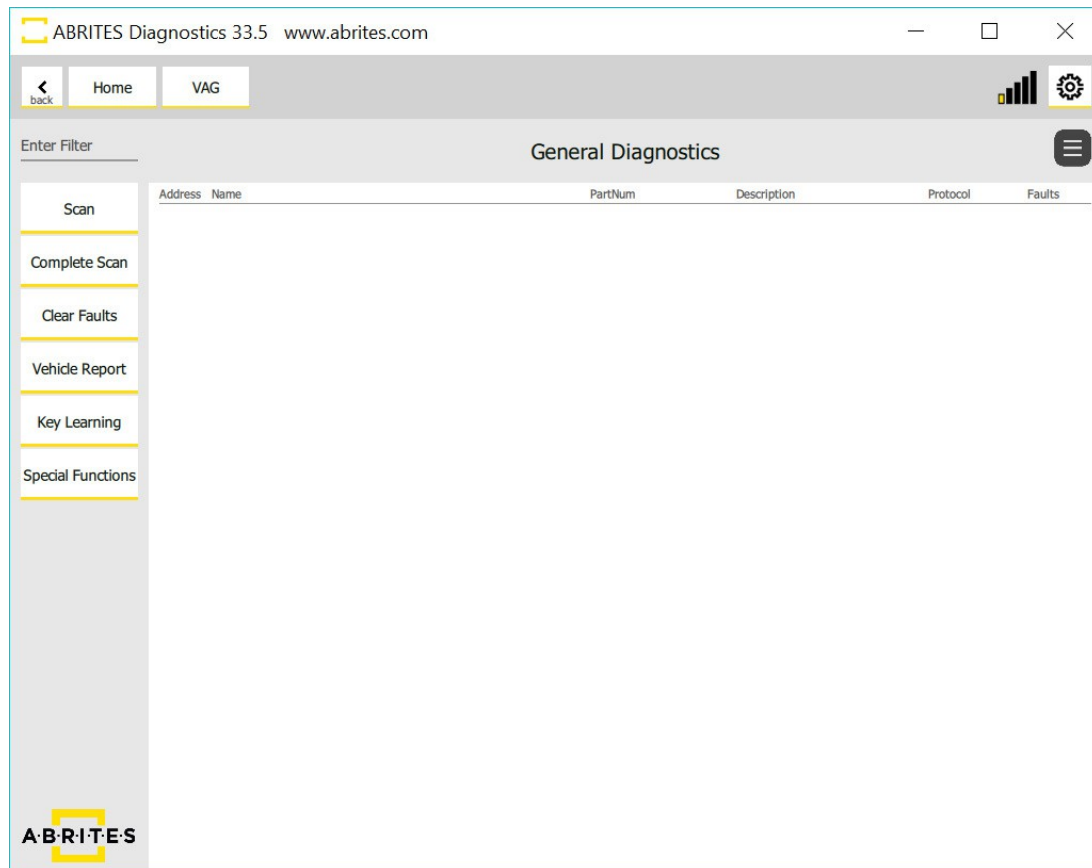 ABRITES Diagnostics 33.5 www.abrites.com
back Home VAG
Enter Filter
General Diagnostics
Address Name PartNum Description Protocol Faults
Scan
Complete Scan
Clear Faults
Vehicle Report
Key Learning
Special Functions
A·B·R·I·T·E·S